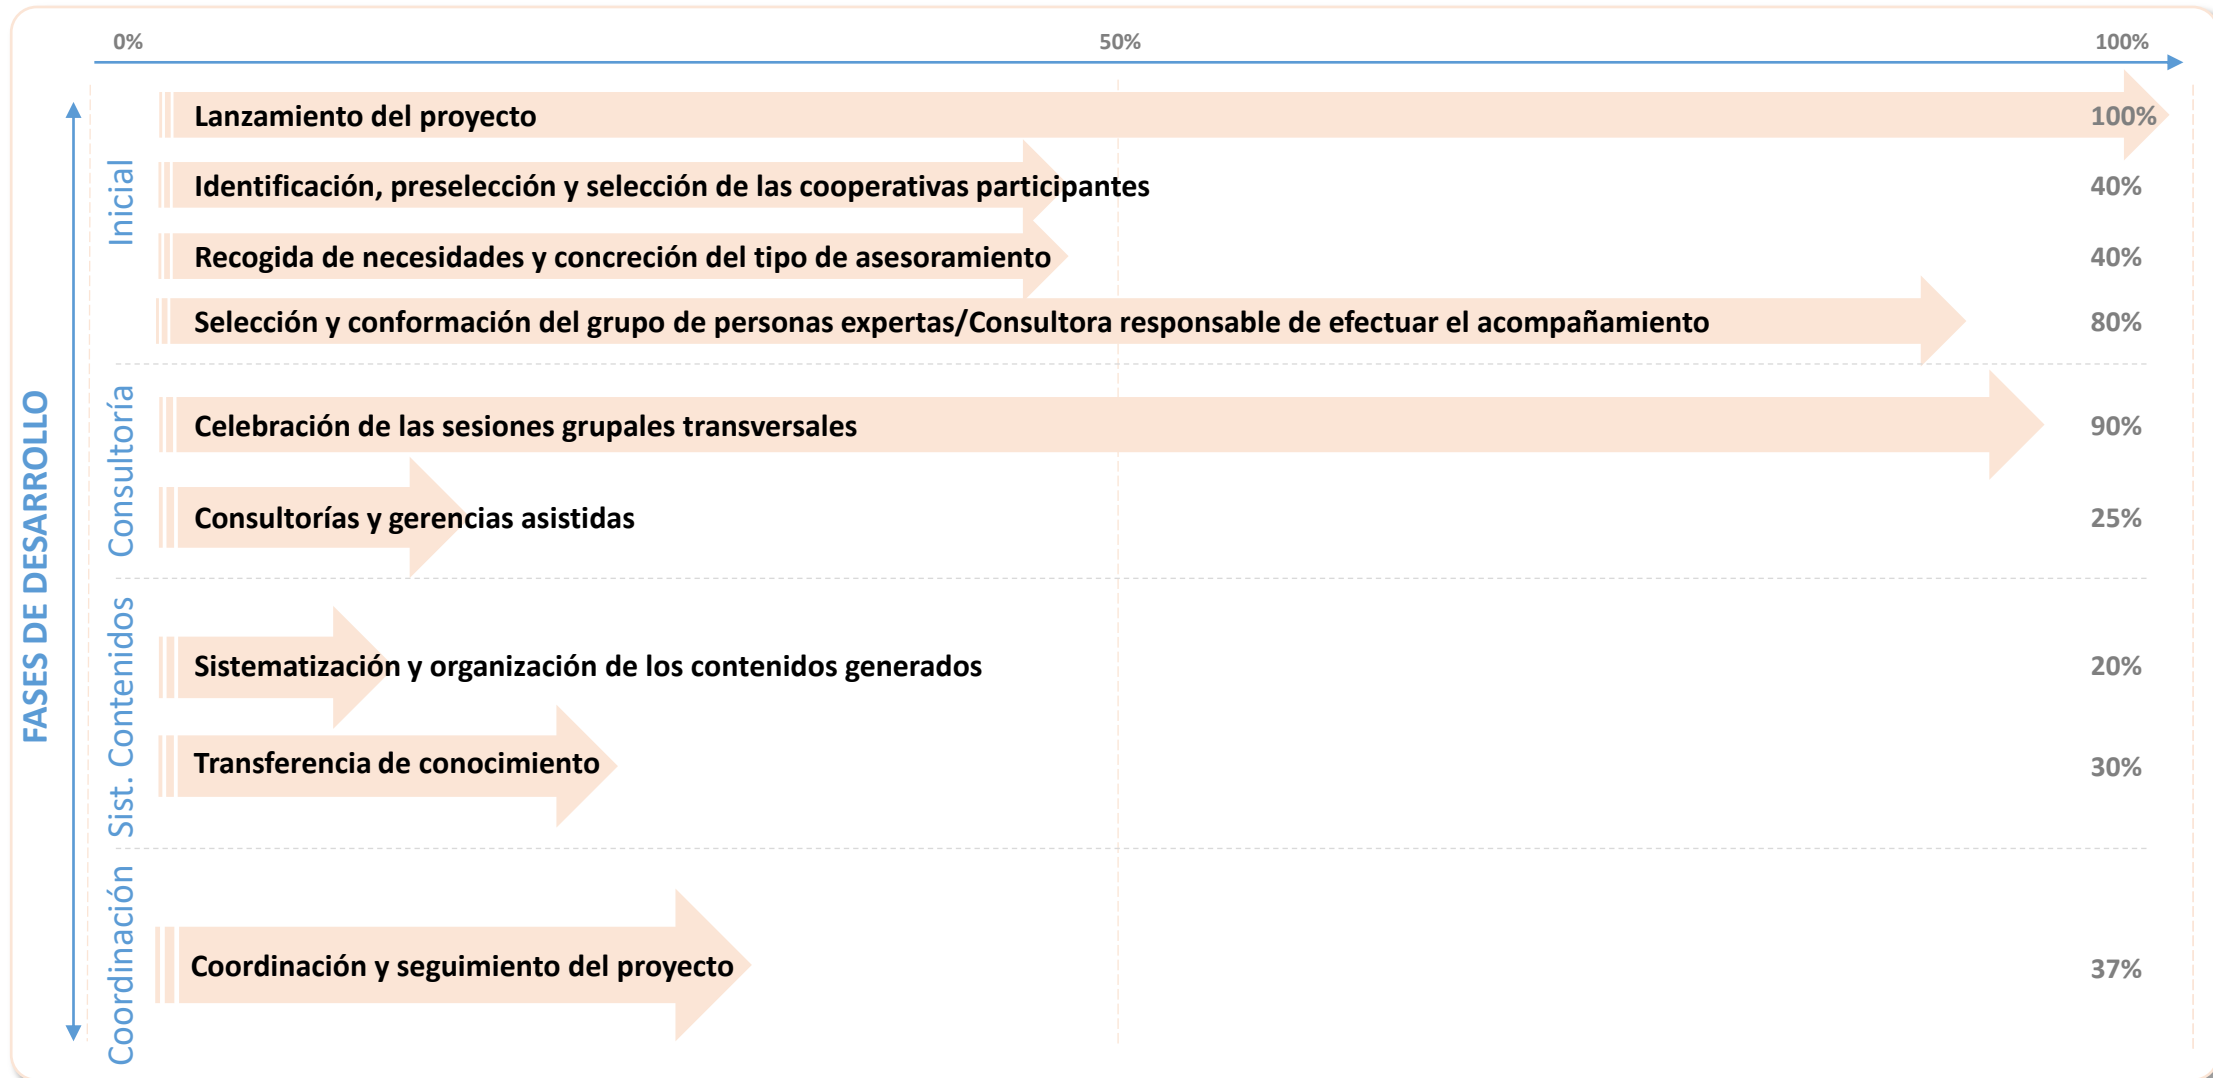 0%
50%
100%
FASES DE DESARROLLO
Inicial
Lanzamiento del proyecto
100%
Identificación, preselección y selección de las cooperativas participantes
40%
Recogida de necesidades y concreción del tipo de asesoramiento
40%
Selección y conformación del grupo de personas expertas/Consultora responsable de efectuar el acompañamiento
80%
Consultoría
Celebración de las sesiones grupales transversales
90%
Consultorías y gerencias asistidas
25%
Sist. Contenidos
Sistematización y organización de los contenidos generados
20%
Transferencia de conocimiento
30%
Coordinación
Coordinación y seguimiento del proyecto
37%